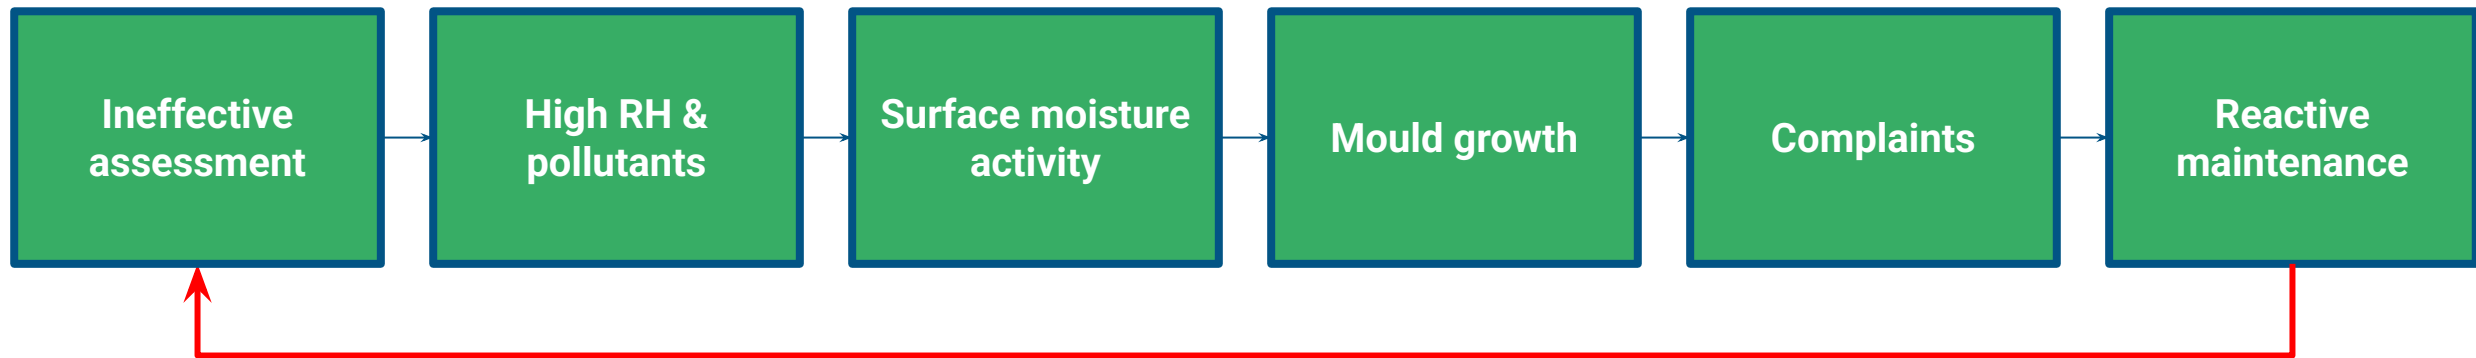 Ineffective
assessment
High RH &
pollutants
Surface moisture
activity
Mould growth
Complaints
Reactive
maintenance